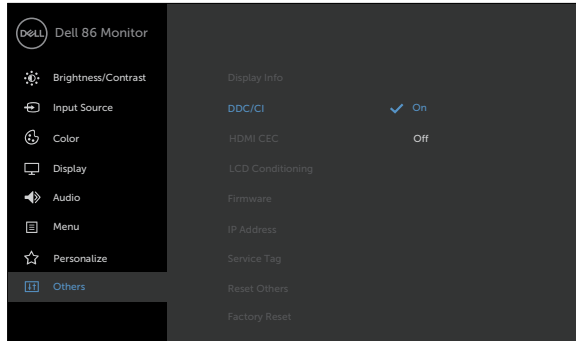 DELL Dell 86 Monitor
Brightness/Contrast Display Info
Input Source DDC/CI On
Color HDMI CEC Off
Display LCD Conditioning
Audio Firmware
Menu IP Address
Personalize Service Tag
Others Reset Others
Factory Reset